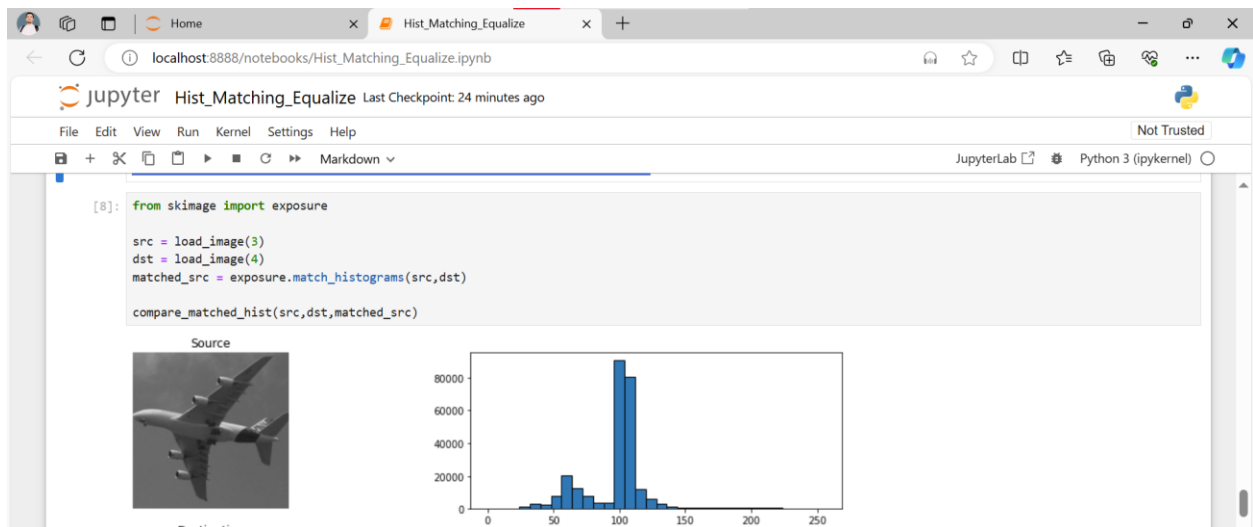 Home
Hist_Matching_Equalize
localhost:8888/notebooks/Hist_Matching_Equalize.ipynb
jupyter Hist_Matching_Equalize Last Checkpoint: 24 minutes ago
File Edit View Run Kernel Settings Help
Not Trusted
Markdown
JupyterLab
Python 3 (ipykernel)
[8]: from skimage import exposure
src = load_image(3)
dst = load_image(4)
matched_src = exposure.match_histograms(src,dst)
compare_matched_hist(src,dst,matched_src)
Source
80000
60000
40000
20000
0
0 50 100 150 200 250